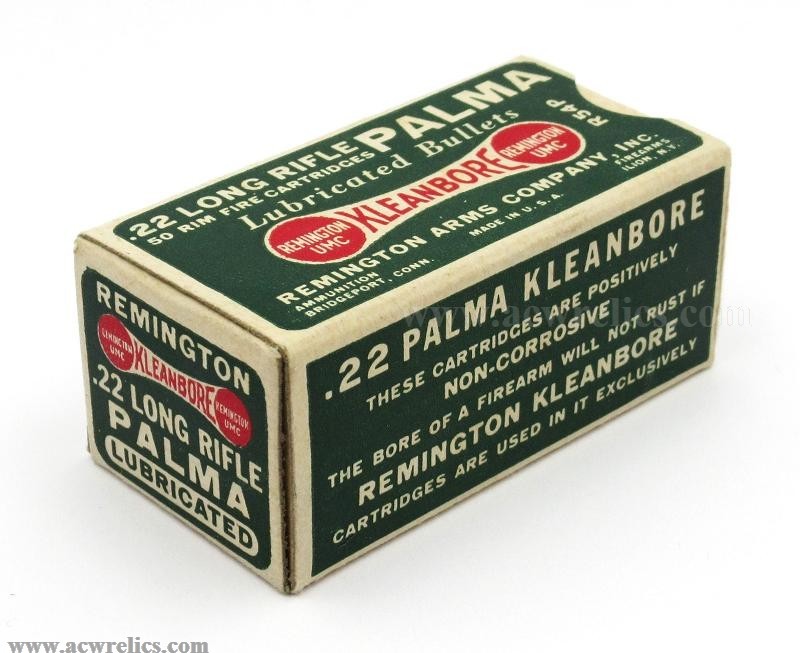 .22 LONG RIFLE PALMA
50 RIM FIRE CARTRIDGES
Lubricated Bullets
R54P
REMINGTON UMC KLEANBORE REMINGTON UMC
REMINGTON ARMS COMPANY, INC.
AMMUNITION MADE IN U.S.A. FIREARMS
BRIDGEPORT, CONN. ILION N.Y.
REMINGTON
REMINGTON UMC KLEANBORE REMINGTON UMC
.22 LONG RIFLE
PALMA
LUBRICATED
.22 PALMA KLEANBORE
THESE CARTRIDGES ARE POSITIVELY
NON-CORROSIVE
THE BORE OF A FIREARM WILL NOT RUST IF
REMINGTON KLEANBORE
CARTRIDGES ARE USED IN IT EXCLUSIVELY
www.acwrelics.com
www.acwrelics.com